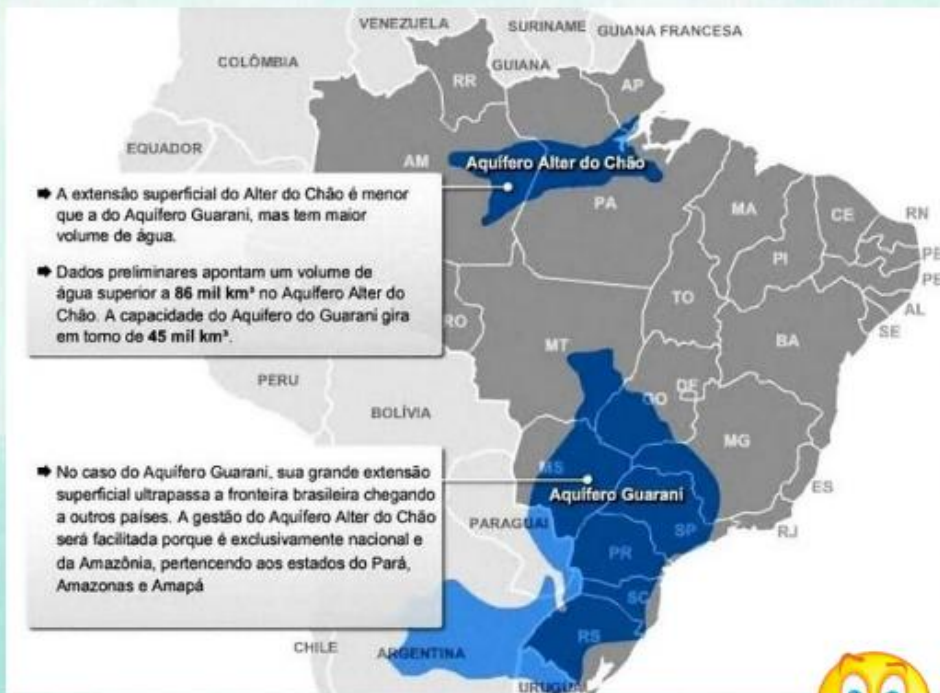 VENEZUELA
SURINAME
GUIANA FRANCESA
COLÔMBIA
GUIANA
RR
AP
EQUADOR
AM
Aquífero Alter do Chão
➡ A extensão superficial do Alter do Chão é menor
que a do Aquífero Guarani, mas tem maior
volume de água.
➡ Dados preliminares apontam um volume de
água superior a 86 mil km³ no Aquífero Alter do
Chão. A capacidade do Aquífero do Guarani gira
em torno de 45 mil km³.
PA
MA
CE
RN
PI
PE
AL
SE
TO
BA
RO
MT
PERU
DF
GO
BOLÍVIA
MG
➡ No caso do Aquífero Guarani, sua grande extensão
superficial ultrapassa a fronteira brasileira chegando
a outros países. A gestão do Aquífero Alter do Chão
será facilitada porque é exclusivamente nacional e
da Amazônia, pertencendo aos estados do Pará,
Amazonas e Amapá
MS
Aquífero Guarani
ES
PARAGUAI
SP
RJ
PR
SC
RS
CHILE
ARGENTINA
URUGUAI